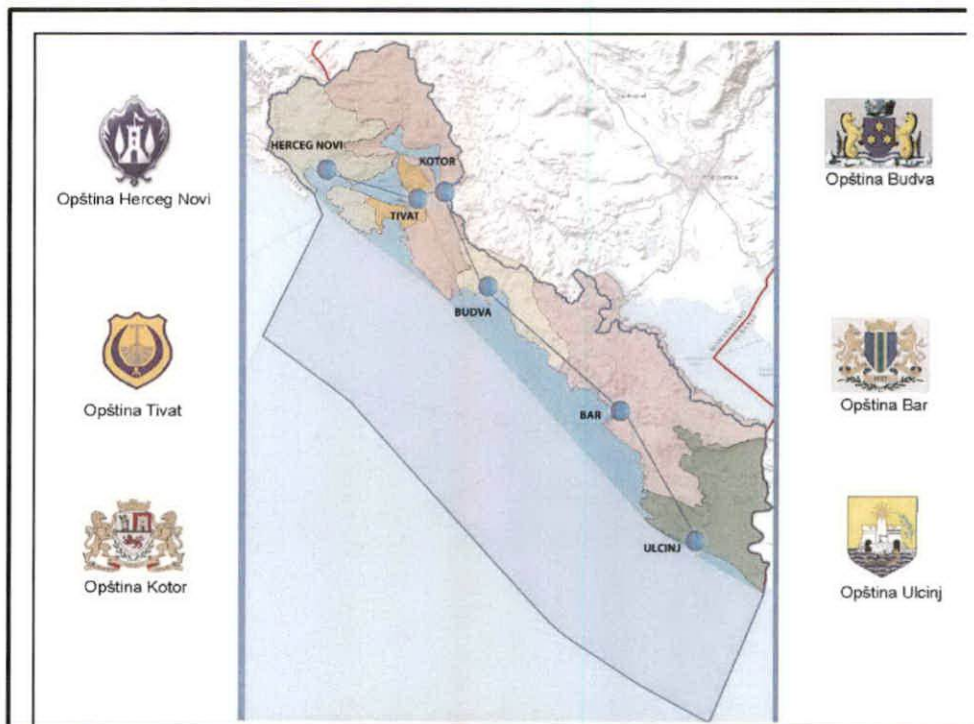 HERCEG NOVI
KOTOR
TIVAT
BUDVA
BAR
ULCINJ
Opština Herceg Novi
Opština Tivat
Opština Kotor
Opština Budva
Opština Bar
Opština Ulcinj